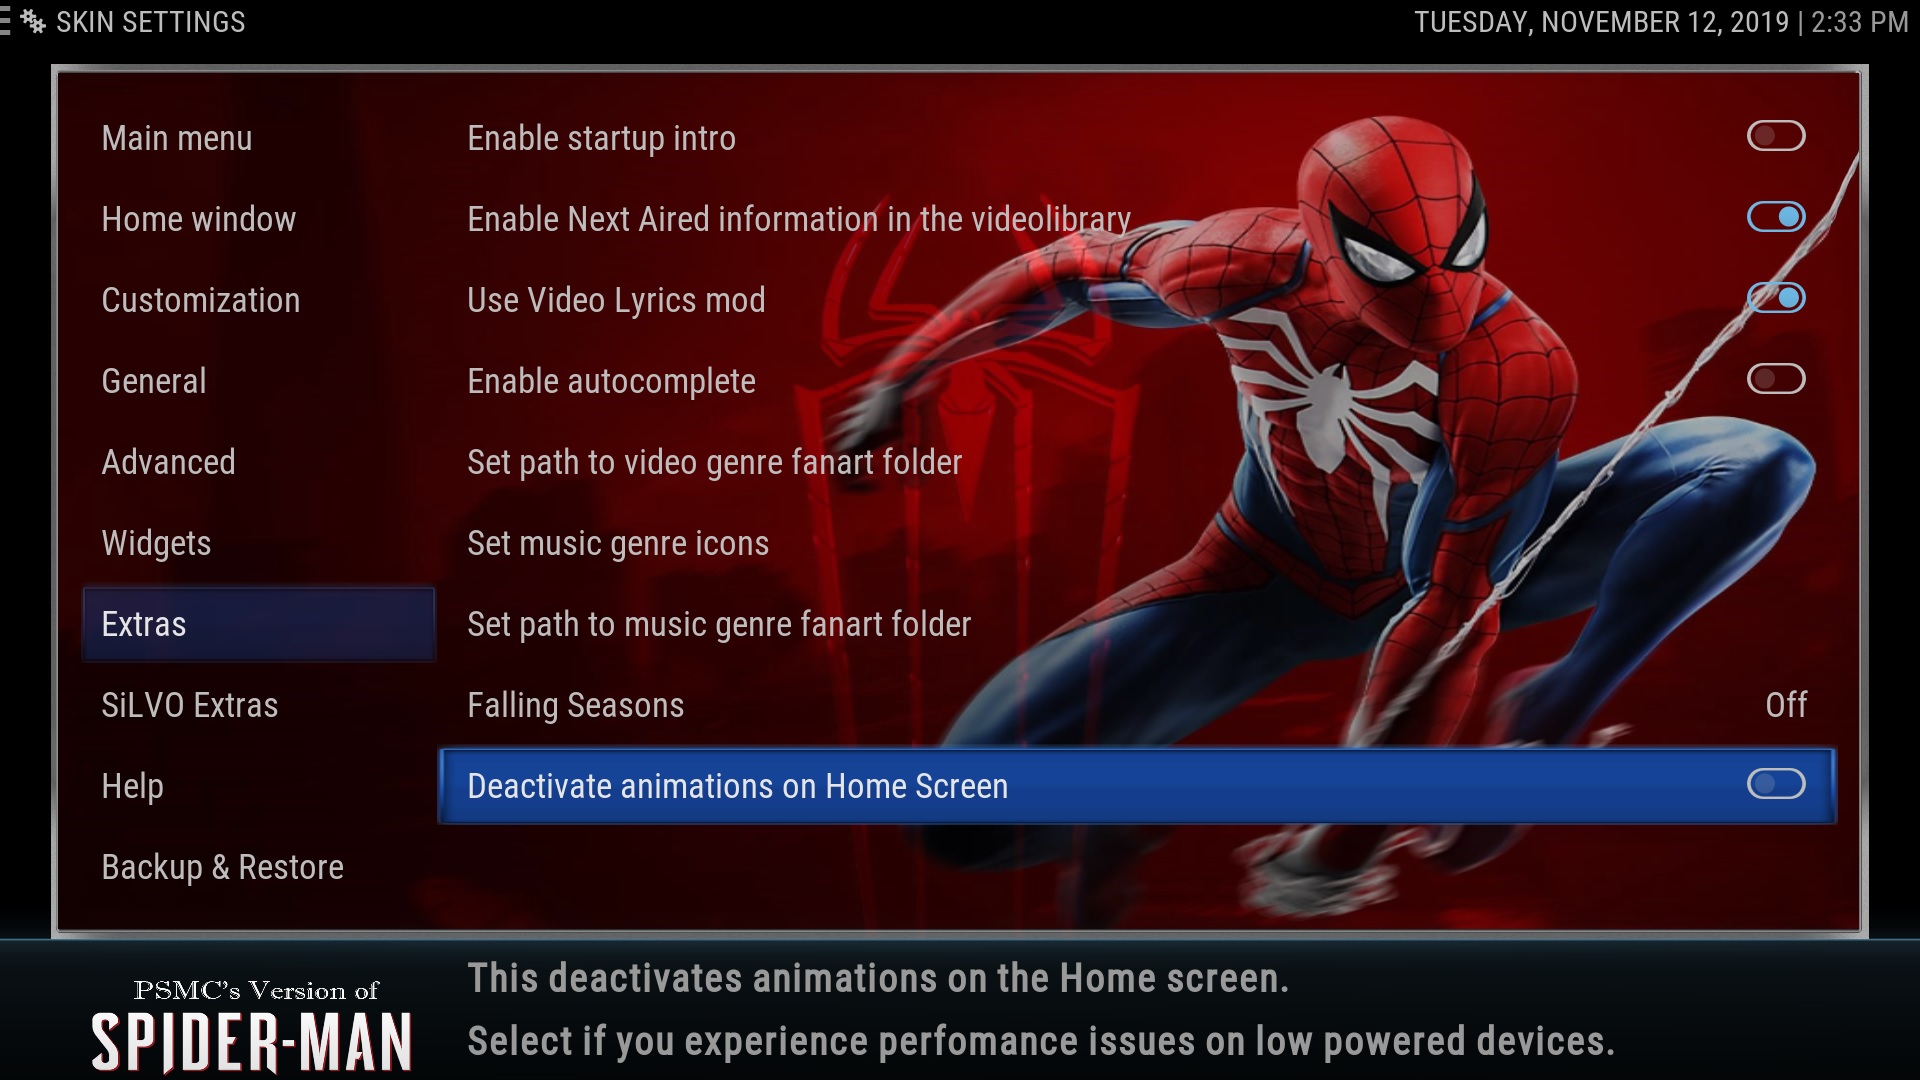 SKIN SETTINGS
TUESDAY, NOVEMBER 12, 2019 | 2:33 PM
Main menu
Home window
Customization
General
Advanced
Widgets
Extras
SiLVO Extras
Help
Backup & Restore
Enable startup intro
Enable Next Aired information in the videolibrary
Use Video Lyrics mod
Enable autocomplete
Set path to video genre fanart folder
Set music genre icons
Set path to music genre fanart folder
Falling Seasons Off
Deactivate animations on Home Screen
PSMC's Version of
SPIDER-MAN
This deactivates animations on the Home screen.
Select if you experience perfomance issues on low powered devices.